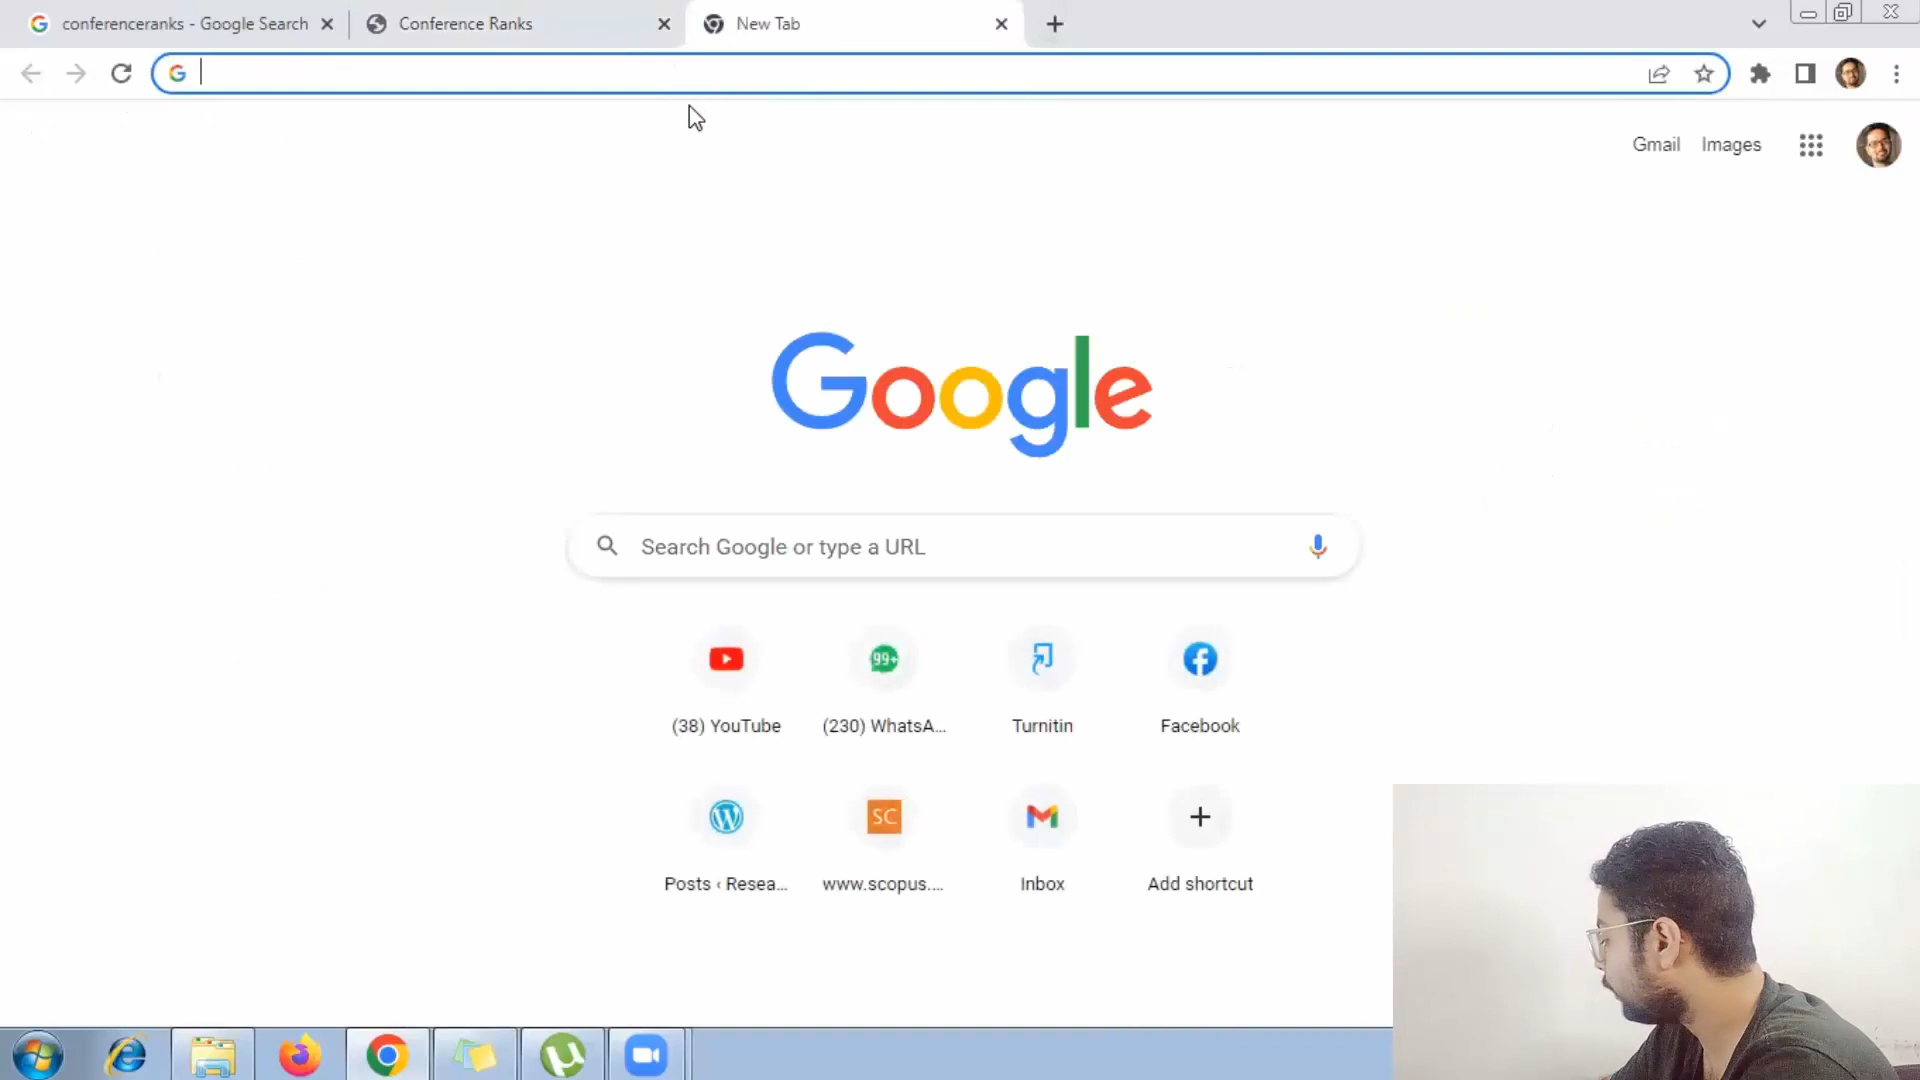 conferenceranks - Google Search
Conference Ranks
New Tab
Gmail
Images
Google
Search Google or type a URL
99+
(38) YouTube
(230) WhatsA...
Turnitin
Facebook
SC
Posts ‹ Resea...
www.scopus....
Inbox
Add shortcut